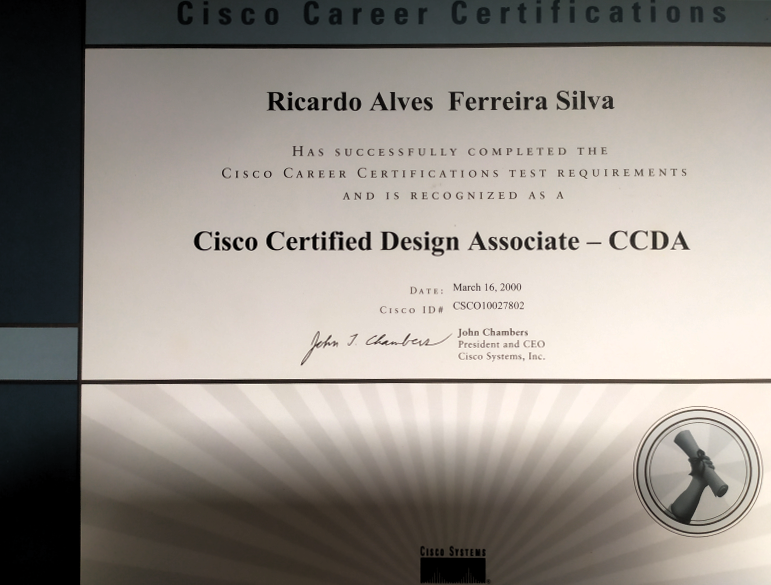 Cisco Career Certifications
Ricardo Alves Ferreira Silva
HAS SUCCESSFULLY COMPLETED THE
CISCO CAREER CERTIFICATIONS TEST REQUIREMENTS
AND IS RECOGNIZED AS A
Cisco Certified Design Associate – CCDA
DATE: March 16, 2000
CISCO ID# CSCO10027802
John T. Chambers
John Chambers
President and CEO
Cisco Systems, Inc.
CISCO SYSTEMS